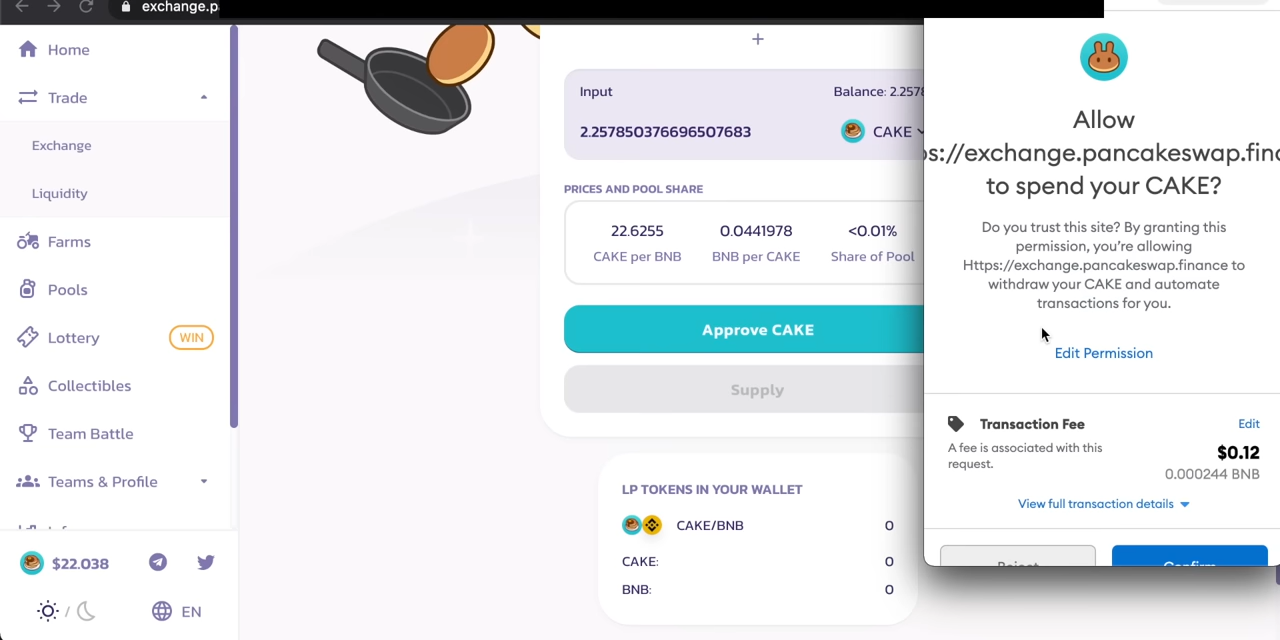 exchange.p
Home
Trade
Exchange
Liquidity
Farms
Pools
Lottery
WIN
Collectibles
Team Battle
Teams & Profile
$22.038
/
EN
+
Input
Balance: 2.2578
2.257850376696507683
CAKE
PRICES AND POOL SHARE
22.6255
0.0441978
<0.01%
CAKE per BNB
BNB per CAKE
Share of Pool
Approve CAKE
Supply
LP TOKENS IN YOUR WALLET
CAKE/BNB
0
CAKE:
0
BNB:
0
Allow
ps://exchange.pancakeswap.finc
to spend your CAKE?
Do you trust this site? By granting this
permission, you’re allowing
Https://exchange.pancakeswap.finance to
withdraw your CAKE and automate
transactions for you.
Edit Permission
Transaction Fee
Edit
A fee is associated with this
request.
$0.12
0.000244 BNB
View full transaction details
Reject
Confirm